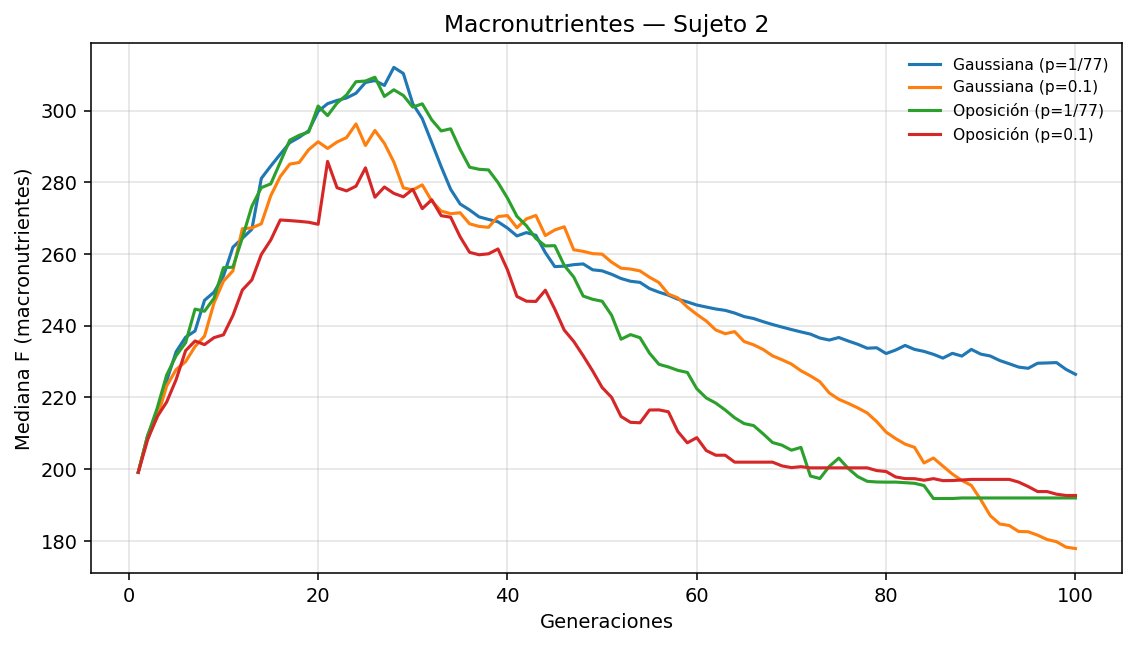 Macronutrientes — Sujeto 2
Mediana F (macronutrientes)
300
280
260
240
220
200
180
Gaussiana (p=1/77)
Gaussiana (p=0.1)
Oposición (p=1/77)
Oposición (p=0.1)
0 20 40 60 80 100
Generaciones